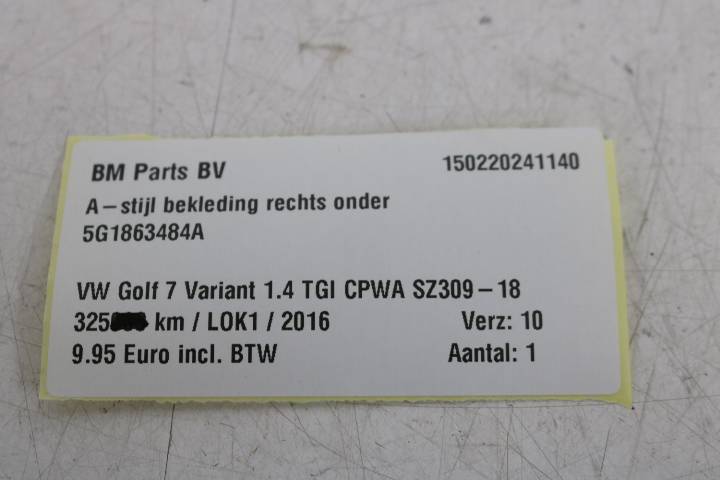 BM Parts BV 150220241140
A-stijl bekleding rechts onder
5G1863484A
VW Golf 7 Variant 1.4 TGI CPWA SZ309-18
325 km / LOK1 / 2016 Verz: 10
9.95 Euro incl. BTW Aantal: 1